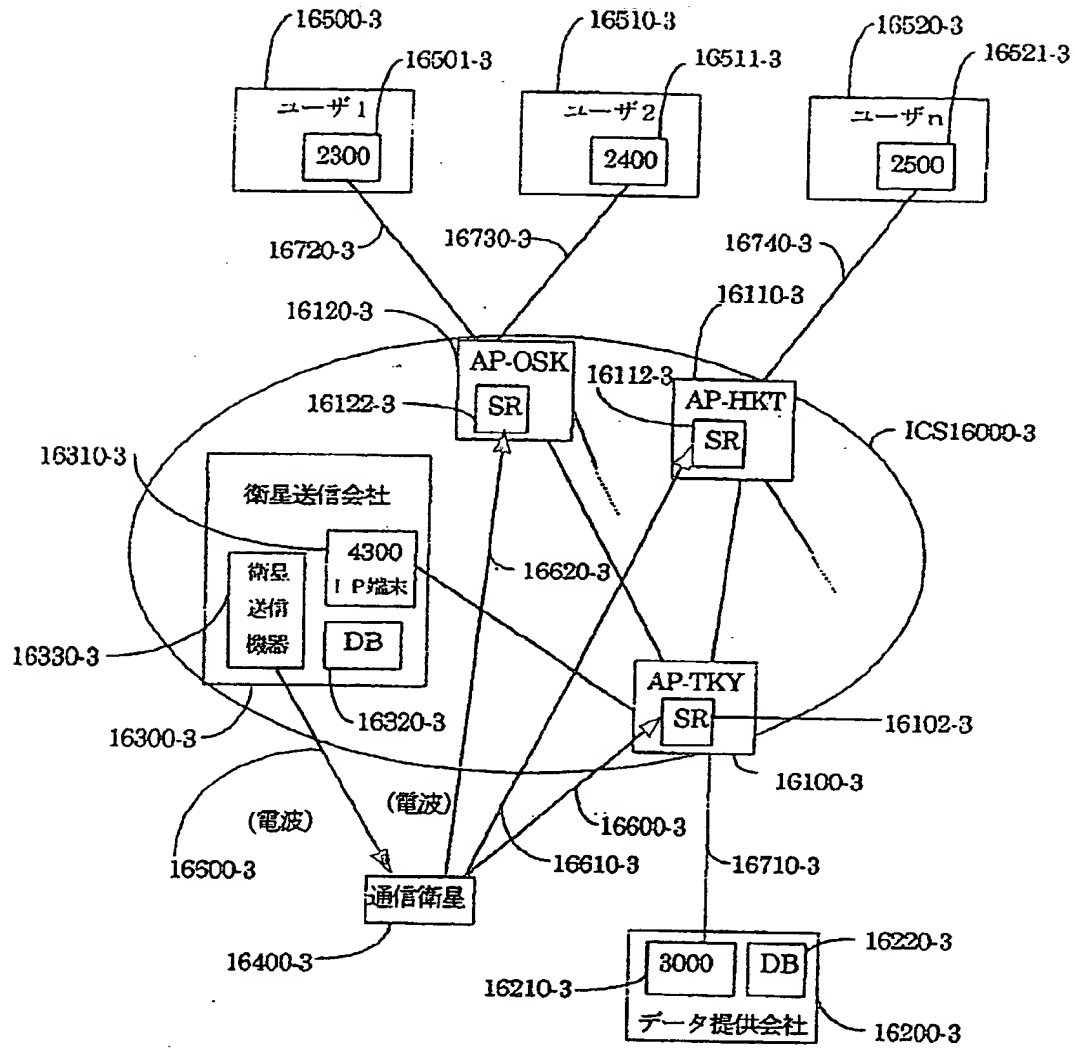 16500-3
16510-3
16520-3
16501-3
16511-3
16521-3
ユーザ1
ユーザ2
ユーザn
2300
2400
2500
16720-3
16730-3
16740-3
16120-3
16110-3
AP-OSK
16112-3
AP-HKT
16122-3
SR
SR
ICS16000-3
16310-3
衛星送信会社
4300
IP端末
16620-3
衛星
送信
機器
DB
16330-3
AP-TKY
16320-3
SR
16102-3
16300-3
16100-3
(電波)
(電波)
16600-3
16600-3
16610-3
16710-3
通信衛星
16400-3
16220-3
3000
DB
16210-3
データ提供会社
16200-3